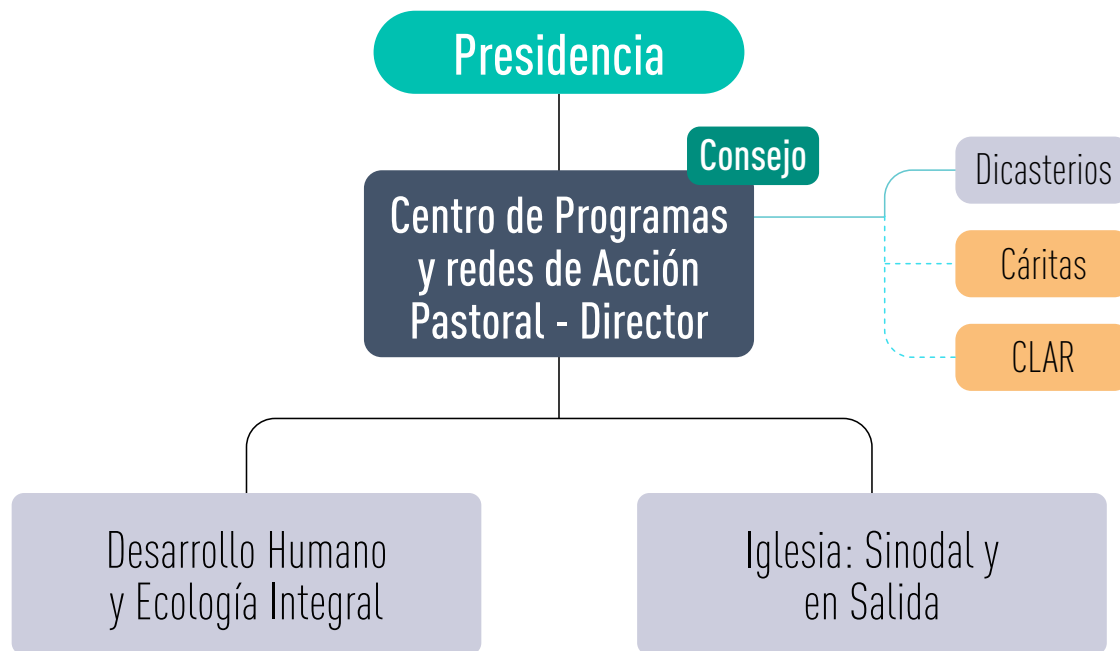 Presidencia
Consejo
Centro de Programas
y redes de Acción
Pastoral - Director
Dicasterios
Cáritas
CLAR
Desarrollo Humano
y Ecología Integral
Iglesia: Sinodal y
en Salida